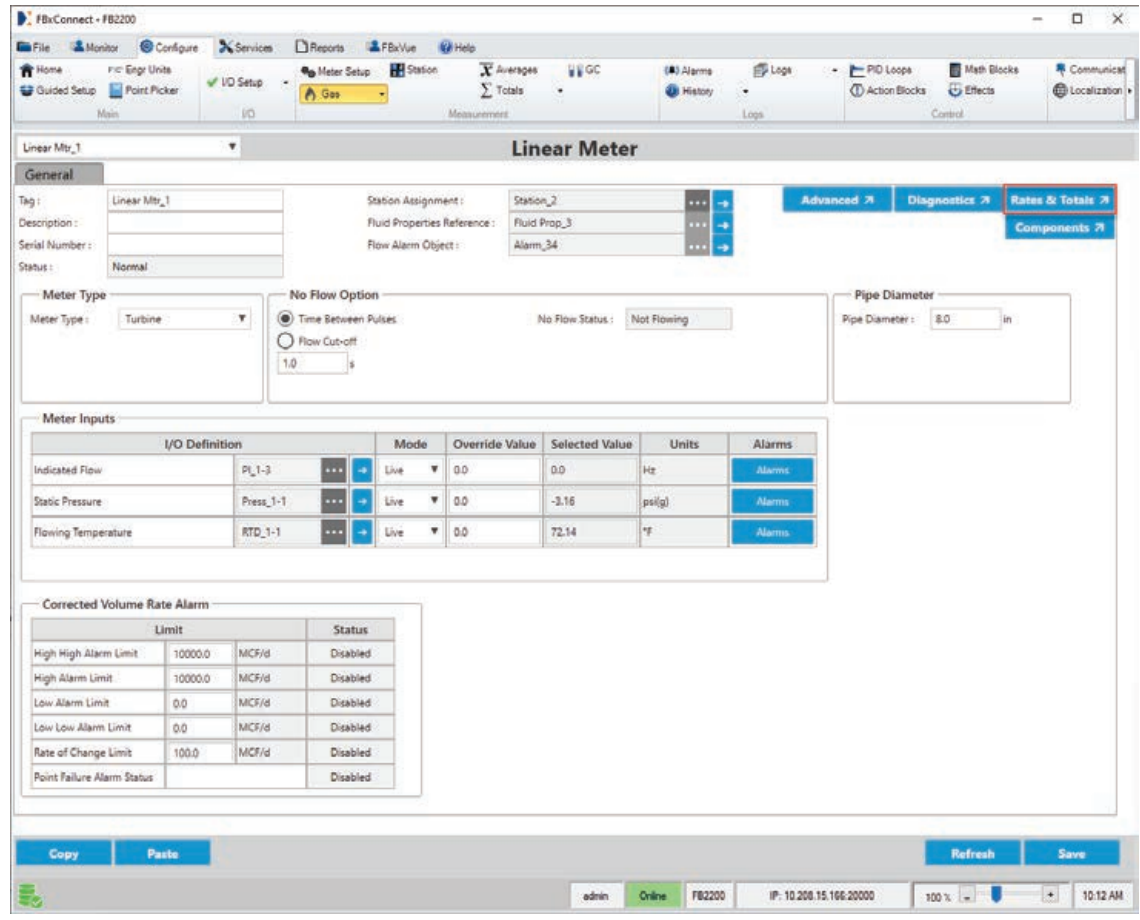 FBxConnect - FB2200
File Monitor Configure Services Reports FBxVue Help
Home Engr Units I/O Setup Meter Setup Station Averages GC Alarms Logs PID Loops Math Blocks Communicat
Guided Setup Point Picker Gas Totals History Action Blocks Effects Localization
Main I/O Measurement Logs Control
Linear Mtr_1 Linear Meter
General
Tag : Linear Mtr_1 Station Assignment : Station_2 Advanced Diagnostics Rates & Totals
Description : Fluid Properties Reference : Fluid Prop_3 Components
Serial Number : Flow Alarm Object : Alarm_34
Status : Normal
Meter Type No Flow Option Pipe Diameter
Meter Type : Turbine Time Between Pulses No Flow Status : Not Flowing Pipe Diameter : 8.0 in
Flow Cut-off
1.0 s
Meter Inputs
I/O Definition Mode Override Value Selected Value Units Alarms
Indicated Flow PI_1-3 Live 0.0 0.0 Hz Alarms
Static Pressure Press_1-1 Live 0.0 -3.16 psi(g) Alarms
Flowing Temperature RTD_1-1 Live 0.0 72.14 °F Alarms
Corrected Volume Rate Alarm
Limit Status
High High Alarm Limit 10000.0 MCF/d Disabled
High Alarm Limit 10000.0 MCF/d Disabled
Low Alarm Limit 0.0 MCF/d Disabled
Low Low Alarm Limit 0.0 MCF/d Disabled
Rate of Change Limit 100.0 MCF/d Disabled
Point Failure Alarm Status Disabled
Copy Paste Refresh Save
admin Online FB2200 IP: 10.208.15.166:20000 100 % - + 10:12 AM